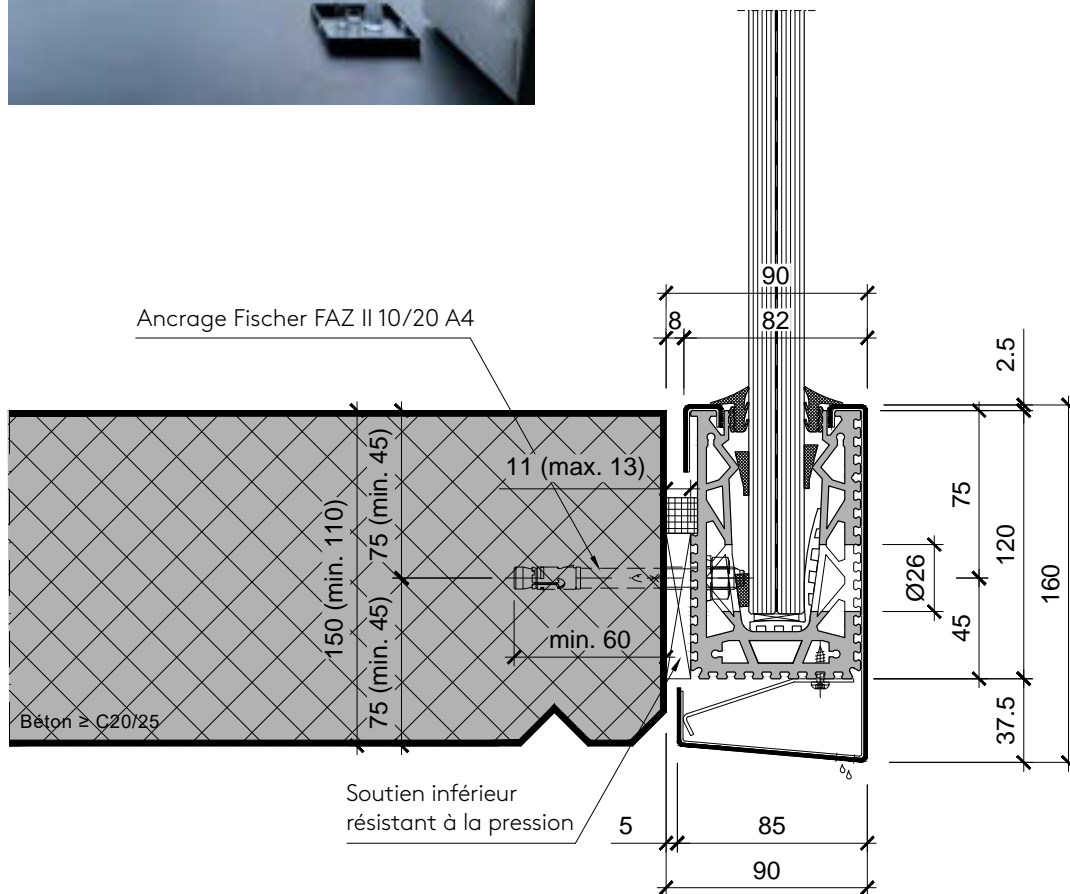 90
8
82
2.5
Ancrage Fischer FAZ II 10/20 A4
11 (max. 13)
150 (min. 110)
75 (min. 45)
75 (min. 45)
min. 60
Ø26
75
45
120
37.5
160
Béton ≥ C20/25
Soutien inférieur
résistant à la pression
5
85
90